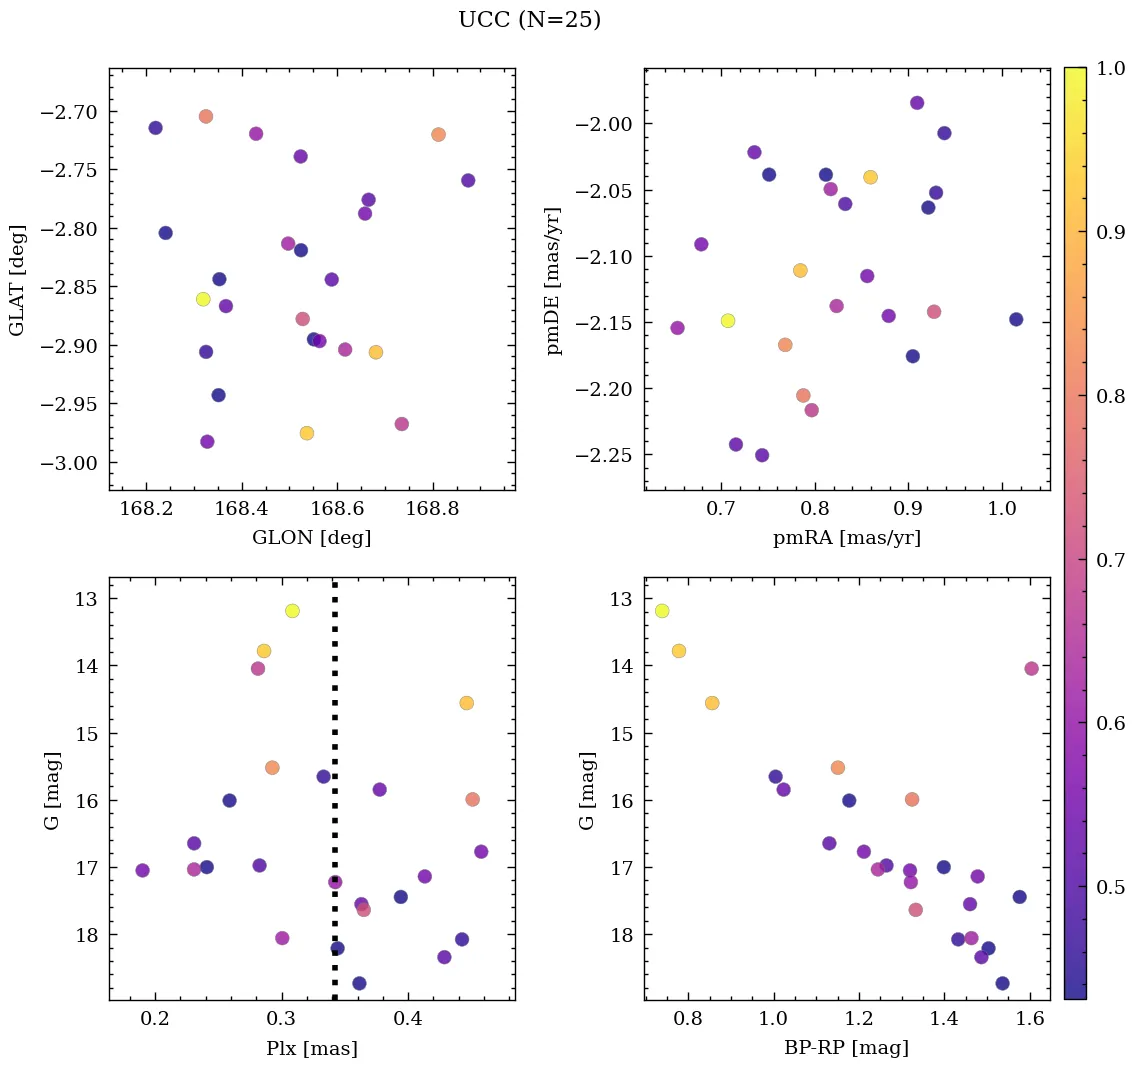 UCC (N=25)
−2.70
−2.75
−2.80
−2.85
−2.90
−2.95
−3.00
GLAT [deg]
168.2 168.4 168.6 168.8
GLON [deg]
−2.00
−2.05
−2.10
−2.15
−2.20
−2.25
pmDE [mas/yr]
0.7 0.8 0.9 1.0
pmRA [mas/yr]
13
14
15
16
17
18
G [mag]
0.2 0.3 0.4
Plx [mas]
13
14
15
16
17
18
G [mag]
0.8 1.0 1.2 1.4 1.6
BP-RP [mag]
1.0
0.9
0.8
0.7
0.6
0.5